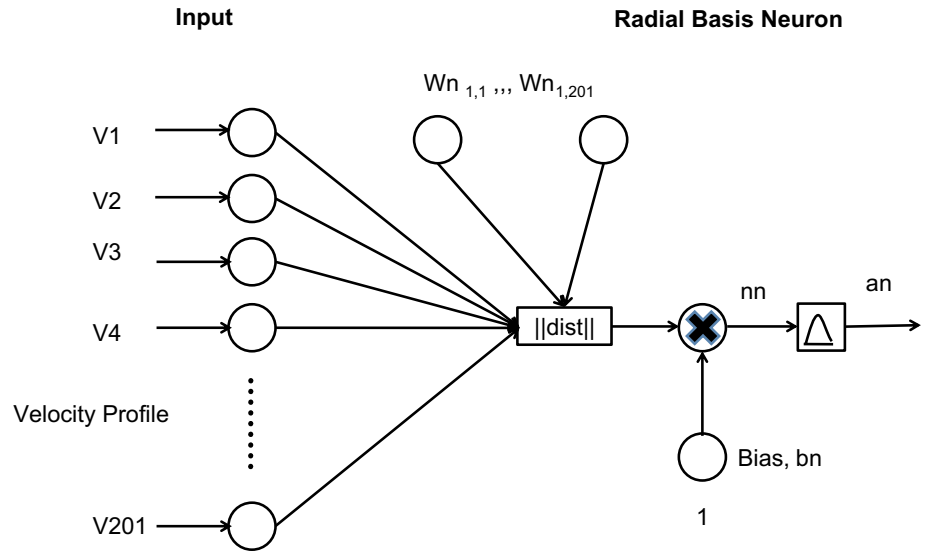 Input
Radial Basis Neuron
Wn 1,1 ,,, Wn1,201
V1
V2
V3
V4
||dist||
nn
an
Velocity Profile
Bias, bn
V201
1